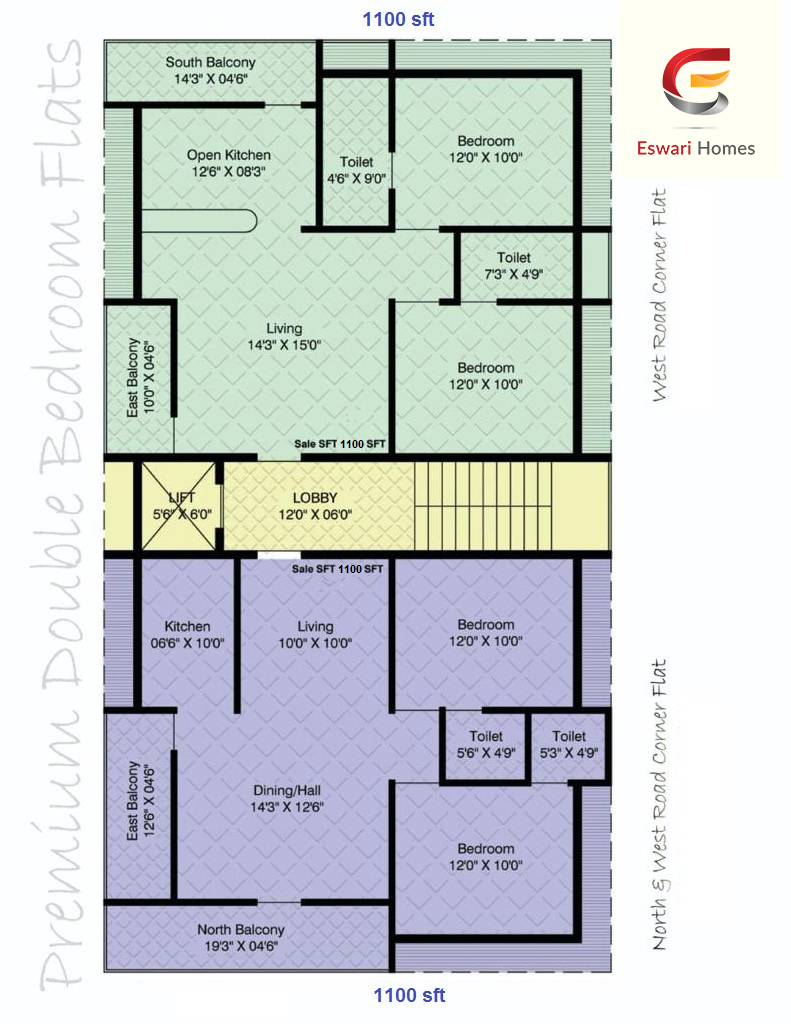 1100 sft
Premium Double Bedroom Flats
Eswari Homes
South Balcony
14'3" X 04'6"
Open Kitchen
12'6" X 08'3"
Toilet
4'6" X 9'0"
Bedroom
12'0" X 10'0"
West Road Corner Flat
Toilet
7'3" X 4'9"
Living
14'3" X 15'0"
East Balcony
10'0" X 04'6"
Bedroom
12'0" X 10'0"
Sale SFT 1100 SFT
LIFT
5'6" X 6'0"
LOBBY
12'0" X 06'0"
Sale SFT 1100 SFT
Kitchen
06'6" X 10'0"
Living
10'0" X 10'0"
Bedroom
12'0" X 10'0"
North & West Road Corner Flat
Toilet
5'6" X 4'9"
Toilet
5'3" X 4'9"
East Balcony
12'6" X 04'6"
Dining/Hall
14'3" X 12'6"
Bedroom
12'0" X 10'0"
North Balcony
19'3" X 04'6"
1100 sft